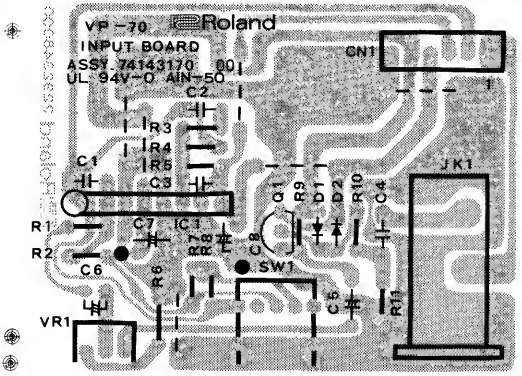 VP-70 Roland
INPUT BOARD
ASSY. 74143170 00
UL 94V-0 AIN-50
CN1
1
C2
R3
R4
R5
C3
C1
JK1
Q1
R9
D1
D2
R10
C4
R1
R2
C7
IC1
C8
C6
R6
R7
R8
SW1
C5
R11
VR1
Roland